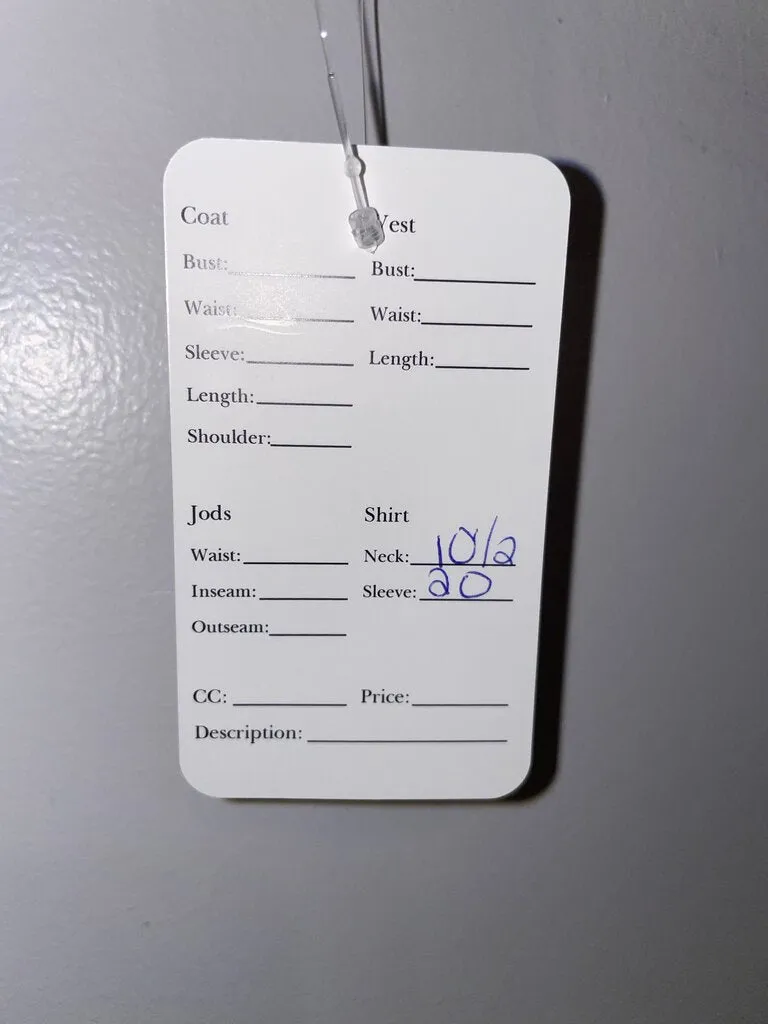 Coat Vest
Bust: Bust:
Waist: Waist:
Sleeve: Length:
Length:
Shoulder:
Jods Shirt
Waist: Neck: 10/2
Inseam: Sleeve: 20
Outseam:
CC: Price:
Description: